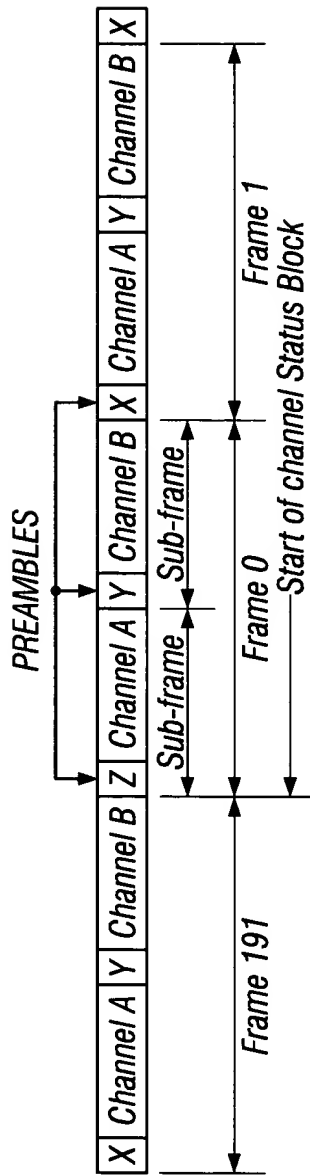 PREAMBLES
X Channel A Y Channel B Z Channel A Y Channel B X Channel A Y Channel B X
Sub-frame Sub-frame
Frame 191 Frame 0 Frame 1
Start of channel Status Block